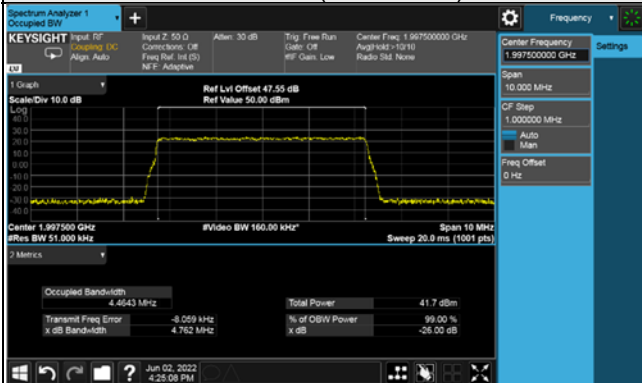 Spectrum Analyzer 1
Occupied BW
+
Frequency
KEYSIGHT
Input: RF
Coupling: DC
Align: Auto
Input Z: 50 Ω
Corrections: Off
Freq Ref: Int (S)
NFE: Adaptive
Atten: 30 dB
Trig: Free Run
Gate: Off
#IF Gain: Low
Center Freq: 1.997500000 GHz
Avg|Hold:>10/10
Radio Std: None
Center Frequency
1.997500000 GHz
Settings
Span
10.000 MHz
CF Step
1.000000 MHz
Auto
Man
Freq Offset
0 Hz
1 Graph
Scale/Div 10.0 dB
Ref Lvl Offset 47.55 dB
Ref Value 50.00 dBm
Log
40.0
30.0
20.0
10.0
0.00
-10.0
-20.0
-30.0
-40.0
Center 1.997500 GHz
#Res BW 51.000 kHz
#Video BW 160.00 kHz*
Span 10 MHz
Sweep 20.0 ms (1001 pts)
2 Metrics
Occupied Bandwidth
4.4643 MHz
Total Power 41.7 dBm
Transmit Freq Error -8.059 kHz
% of OBW Power 99.00 %
x dB Bandwidth 4.762 MHz
x dB -26.00 dB
?
Jun 02, 2022
4:25:08 PM